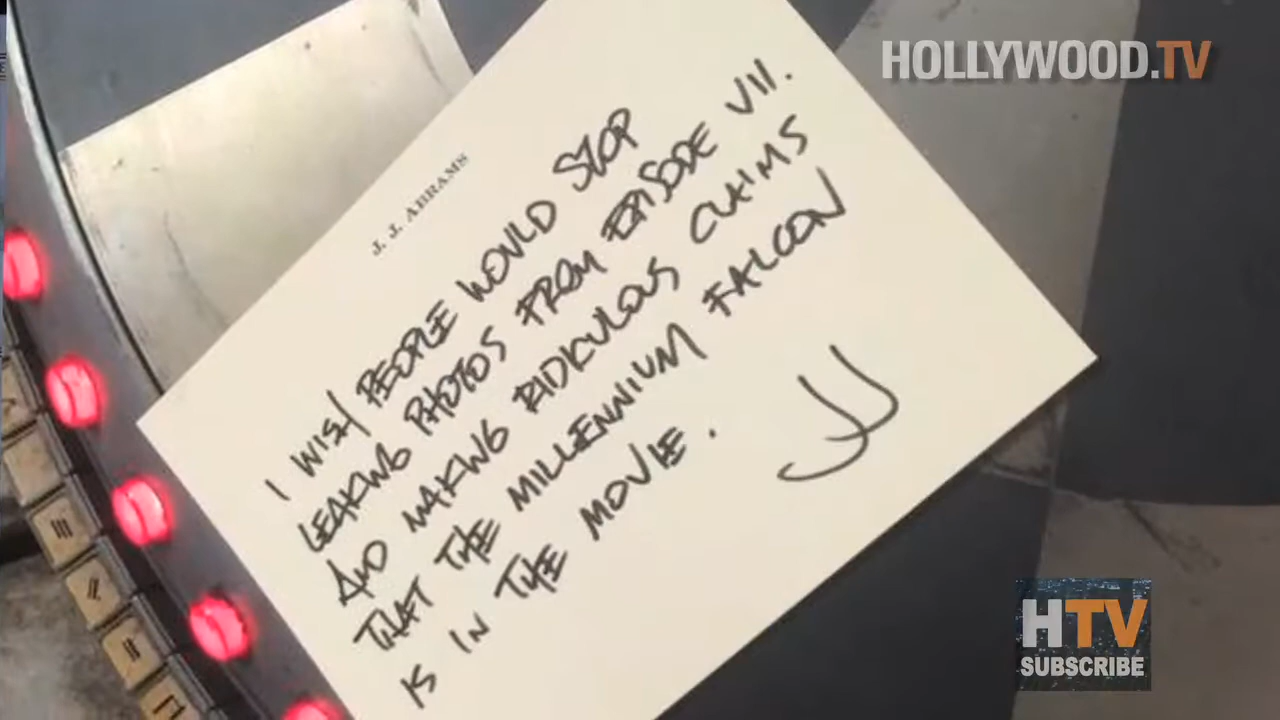 HOLLYWOOD.TV
J. J. ABRAMS
I WISH PEOPLE WOULD STOP
LEAKING PHOTOS FROM EPISODE VII.
AND MAKING RIDICULOUS CLAIMS
THAT THE MILLENNIUM FALCON
IS IN THE MOVIE.
JJ
HTV
SUBSCRIBE